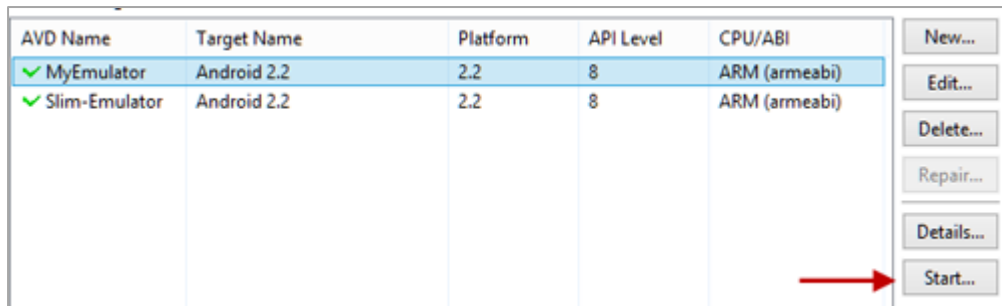 AVD Name Target Name Platform API Level CPU/ABI New...
MyEmulator Android 2.2 2.2 8 ARM (armeabi)
Edit...
Slim-Emulator Android 2.2 2.2 8 ARM (armeabi)
Delete...
Repair...
Details...
Start...